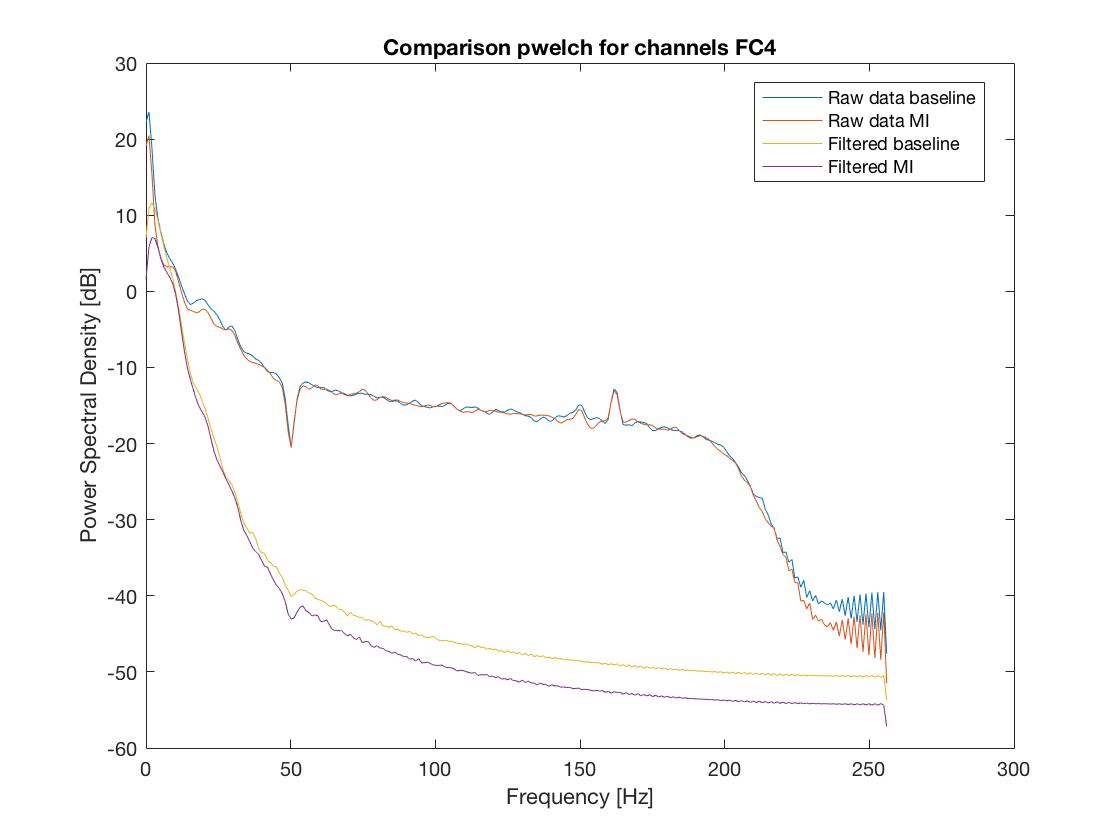 Comparison pwelch for channels FC4
30
20
10
0
-10
-20
-30
-40
-50
-60
Power Spectral Density [dB]
Raw data baseline
Raw data MI
Filtered baseline
Filtered MI
0 50 100 150 200 250 300
Frequency [Hz]